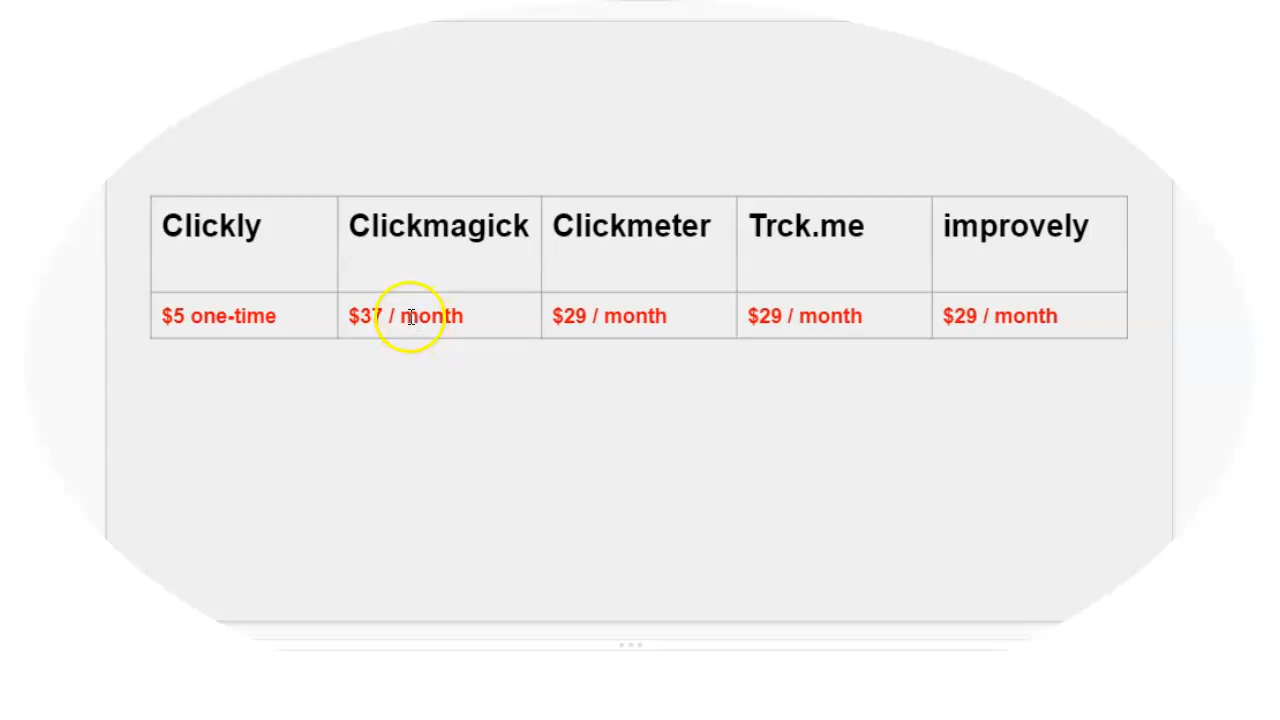 Clickly Clickmagick Clickmeter Trck.me improvely
$5 one-time $37 / month $29 / month $29 / month $29 / month